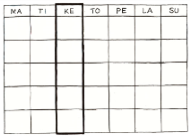 MA TI KE TO PE LA SU